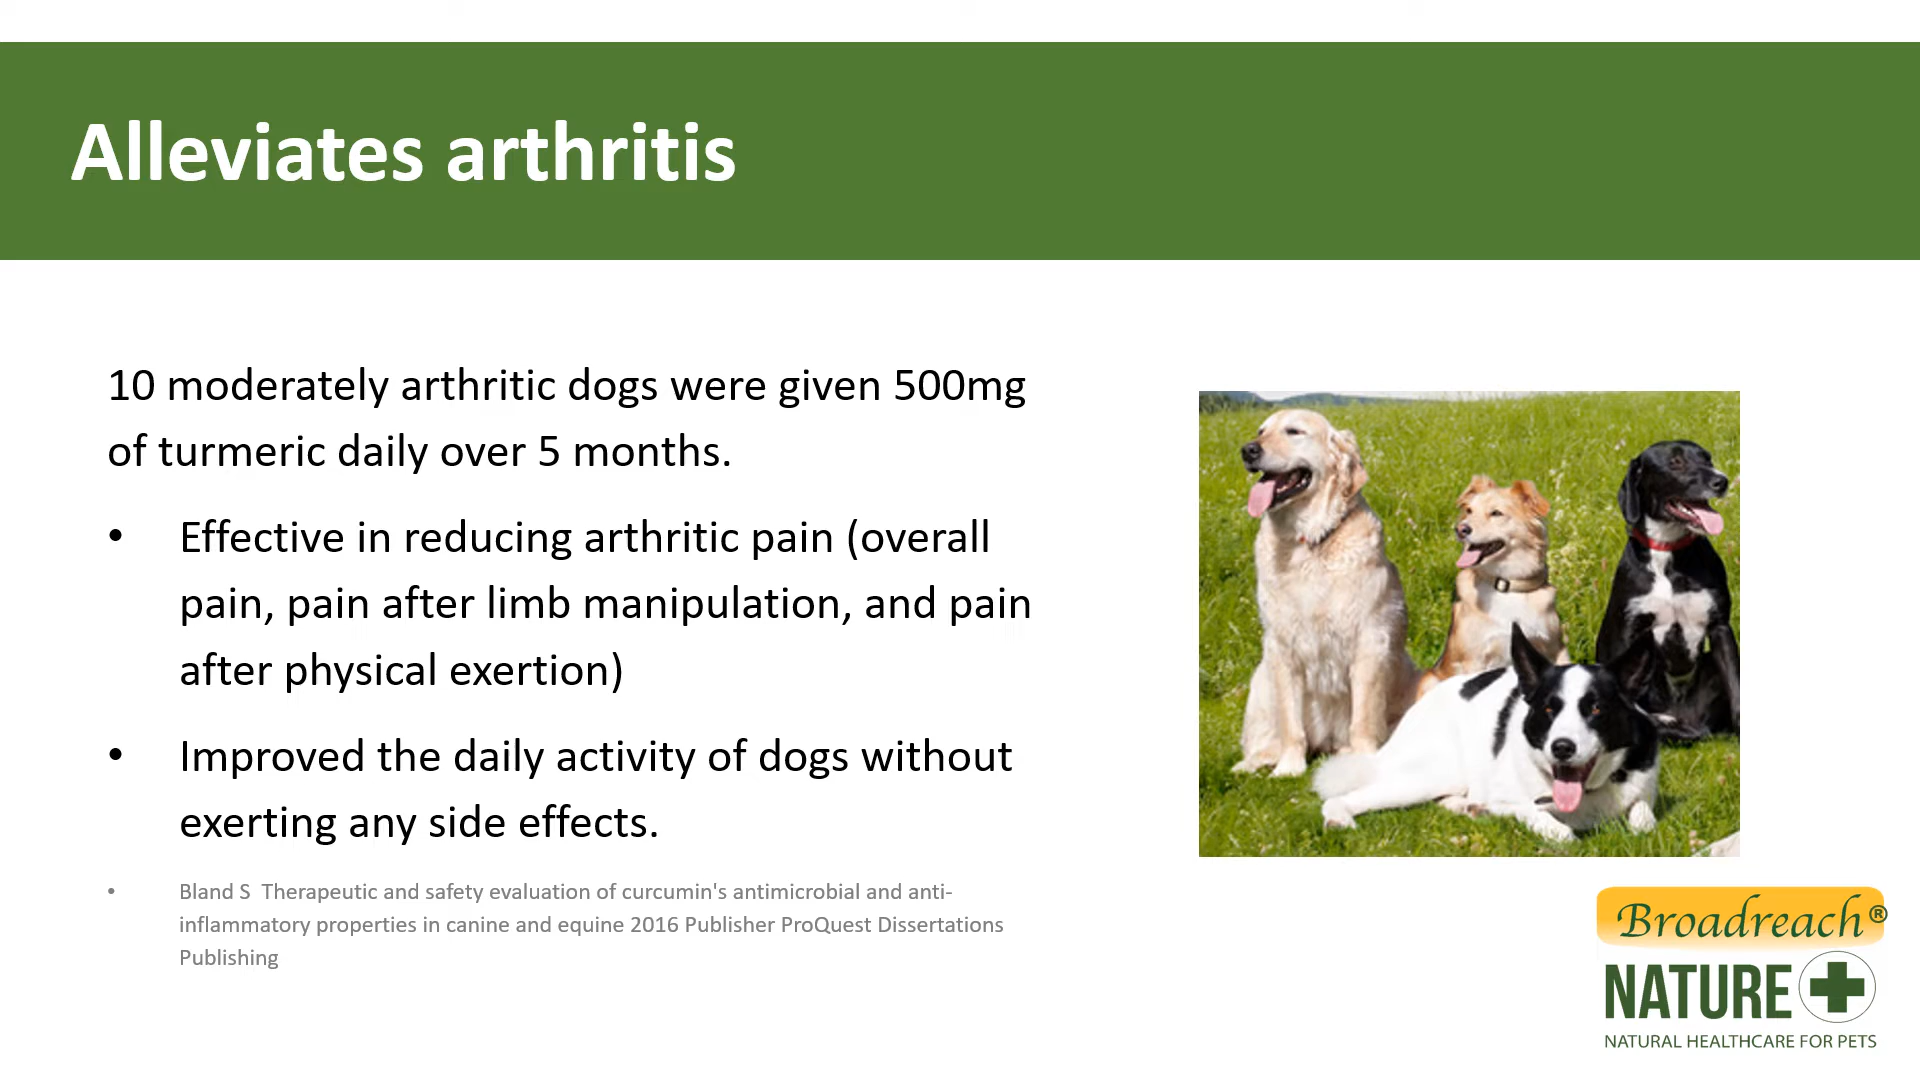 Alleviates arthritis
10 moderately arthritic dogs were given 500mg
of turmeric daily over 5 months.
• Effective in reducing arthritic pain (overall
pain, pain after limb manipulation, and pain
after physical exertion)
• Improved the daily activity of dogs without
exerting any side effects.
• Bland S  Therapeutic and safety evaluation of curcumin's antimicrobial and anti-
inflammatory properties in canine and equine 2016 Publisher ProQuest Dissertations
Publishing
Broadreach®
NATURE
NATURAL HEALTHCARE FOR PETS